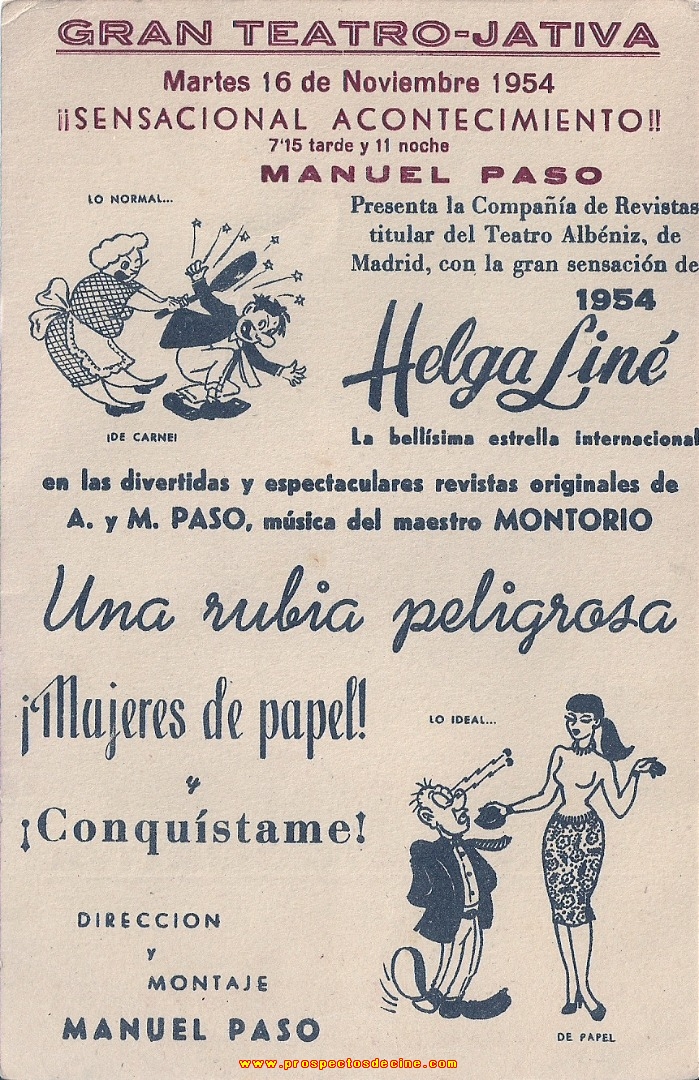 GRAN TEATRO-JATIVA
Martes 16 de Noviembre 1954
¡¡SENSACIONAL ACONTECIMIENTO!!
7'15 tarde y 11 noche
MANUEL PASO
LO NORMAL...
Presenta la Compañía de Revistas
titular del Teatro Albéniz, de
Madrid, con la gran sensación de
1954
Helga Liné
¡DE CARNE!
La bellísima estrella internacional
en las divertidas y espectaculares revistas originales de
A. y M. PASO, música del maestro MONTORIO
Una rubia peligrosa
¡Mujeres de papel!
LO IDEAL...
y
¡Conquístame!
DIRECCION
y
MONTAJE
MANUEL PASO
DE PAPEL
www.prospectosdecine.com